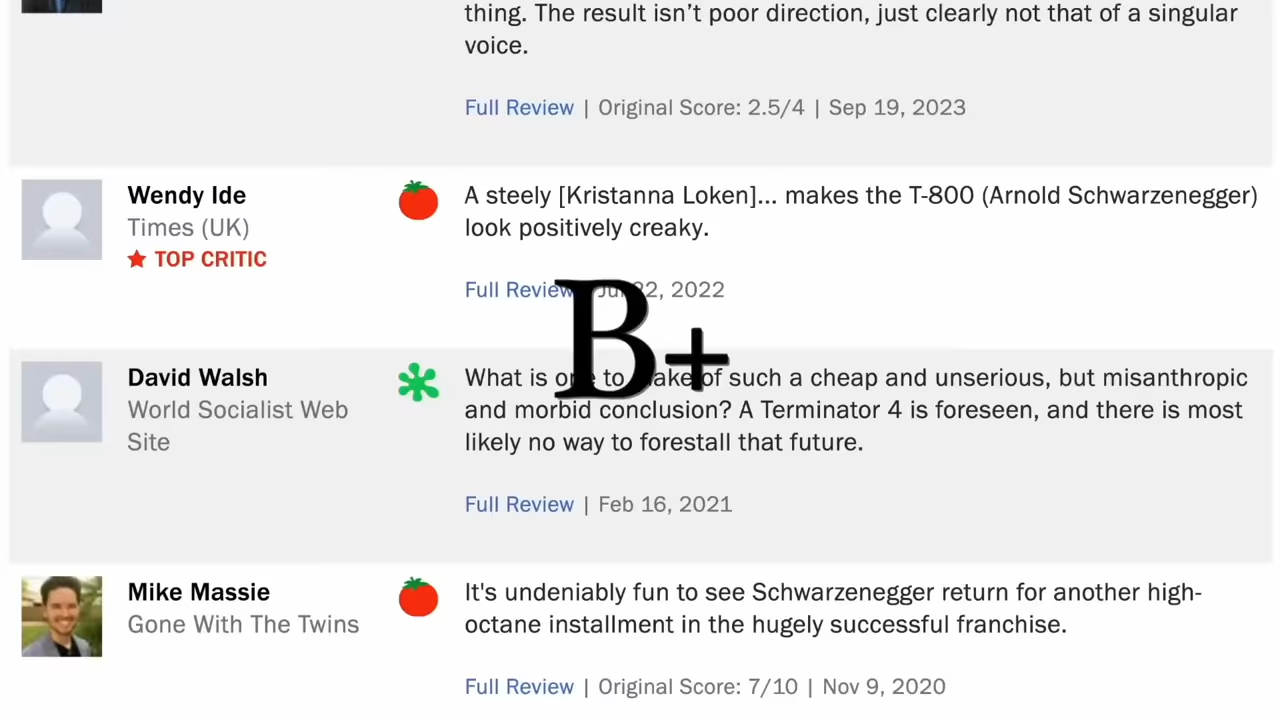 thing. The result isn’t poor direction, just clearly not that of a singular
voice.
Full Review | Original Score: 2.5/4 | Sep 19, 2023
Wendy Ide
Times (UK)
TOP CRITIC
A steely [Kristanna Loken]... makes the T-800 (Arnold Schwarzenegger)
look positively creaky.
Full Review 22, 2022
B+
David Walsh
World Socialist Web
Site
What is to of such a cheap and unserious, but misanthropic
and morbid conclusion? A Terminator 4 is foreseen, and there is most
likely no way to forestall that future.
Full Review | Feb 16, 2021
Mike Massie
Gone With The Twins
It's undeniably fun to see Schwarzenegger return for another high-
octane installment in the hugely successful franchise.
Full Review | Original Score: 7/10 | Nov 9, 2020